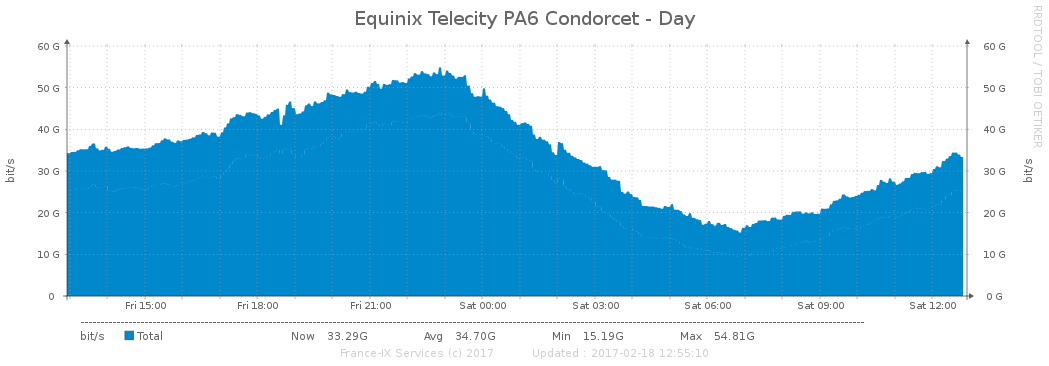 Equinix Telecity PA6 Condorcet - Day
RRDTOOL / TOBI OETIKER
bit/s
60 G 60 G
50 G 50 G
40 G 40 G
30 G 30 G
20 G 20 G
10 G 10 G
0 0 G
bit/s
Fri 15:00 Fri 18:00 Fri 21:00 Sat 00:00 Sat 03:00 Sat 06:00 Sat 09:00 Sat 12:00
bit/s Total Now 33.29G Avg 34.70G Min 15.19G Max 54.81G
France-IX Services (c) 2017 Updated : 2017-02-18 12:55:10